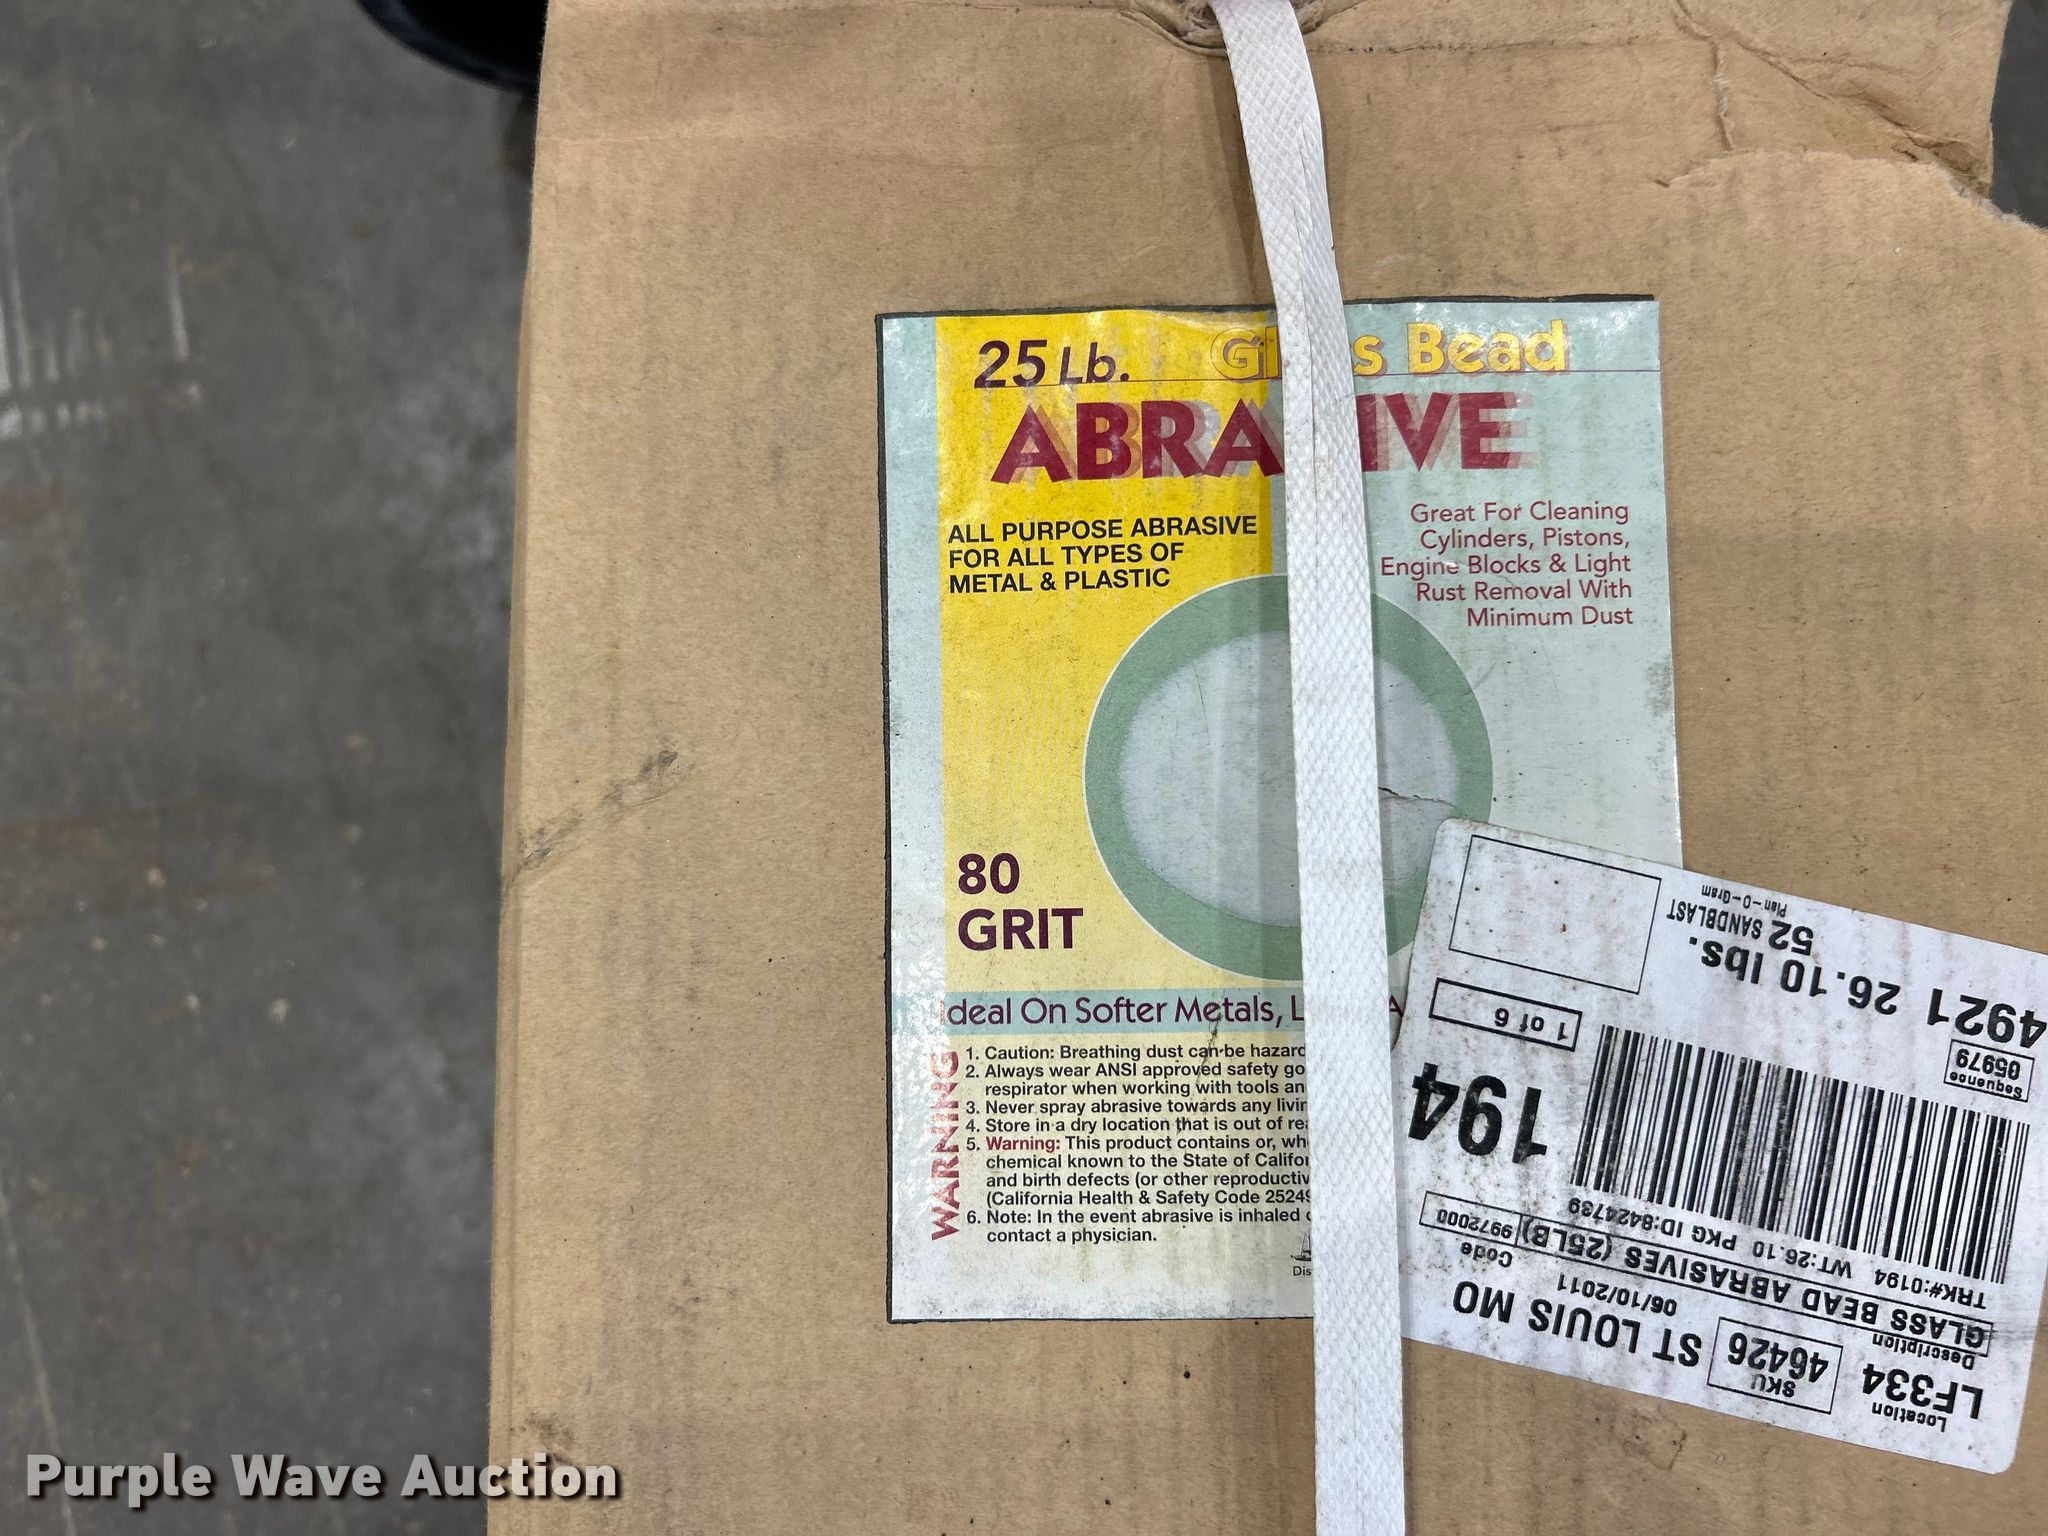 25 Lb. Glass Bead
ABRASIVE
ALL PURPOSE ABRASIVE
FOR ALL TYPES OF
METAL & PLASTIC
Great For Cleaning
Cylinders, Pistons,
Engine Blocks & Light
Rust Removal With
Minimum Dust
80
GRIT
Ideal On Softer Metals, L
WARNING
1. Caution: Breathing dust can be hazard
2. Always wear ANSI approved safety go
respirator when working with tools an
3. Never spray abrasive towards any livin
4. Store in a dry location that is out of rea
5. Warning: This product contains or, wh
chemical known to the State of Califor
and birth defects (or other reproductiv
(California Health & Safety Code 25249
6. Note: In the event abrasive is inhaled
contact a physician.
Dis
Location
LF334
SKU
46426
ST LOUIS MO
Description
06/10/2011
Code
GLASS BEAD ABRASIVES (25LB)
9972000
TRK#:0194 WT:26.10 PKG ID:8424739
194
Sequence
05979
1 of 6
4921 26.10 lbs.
52 SANDBLAST
Plan-O-Gram
Purple Wave Auction